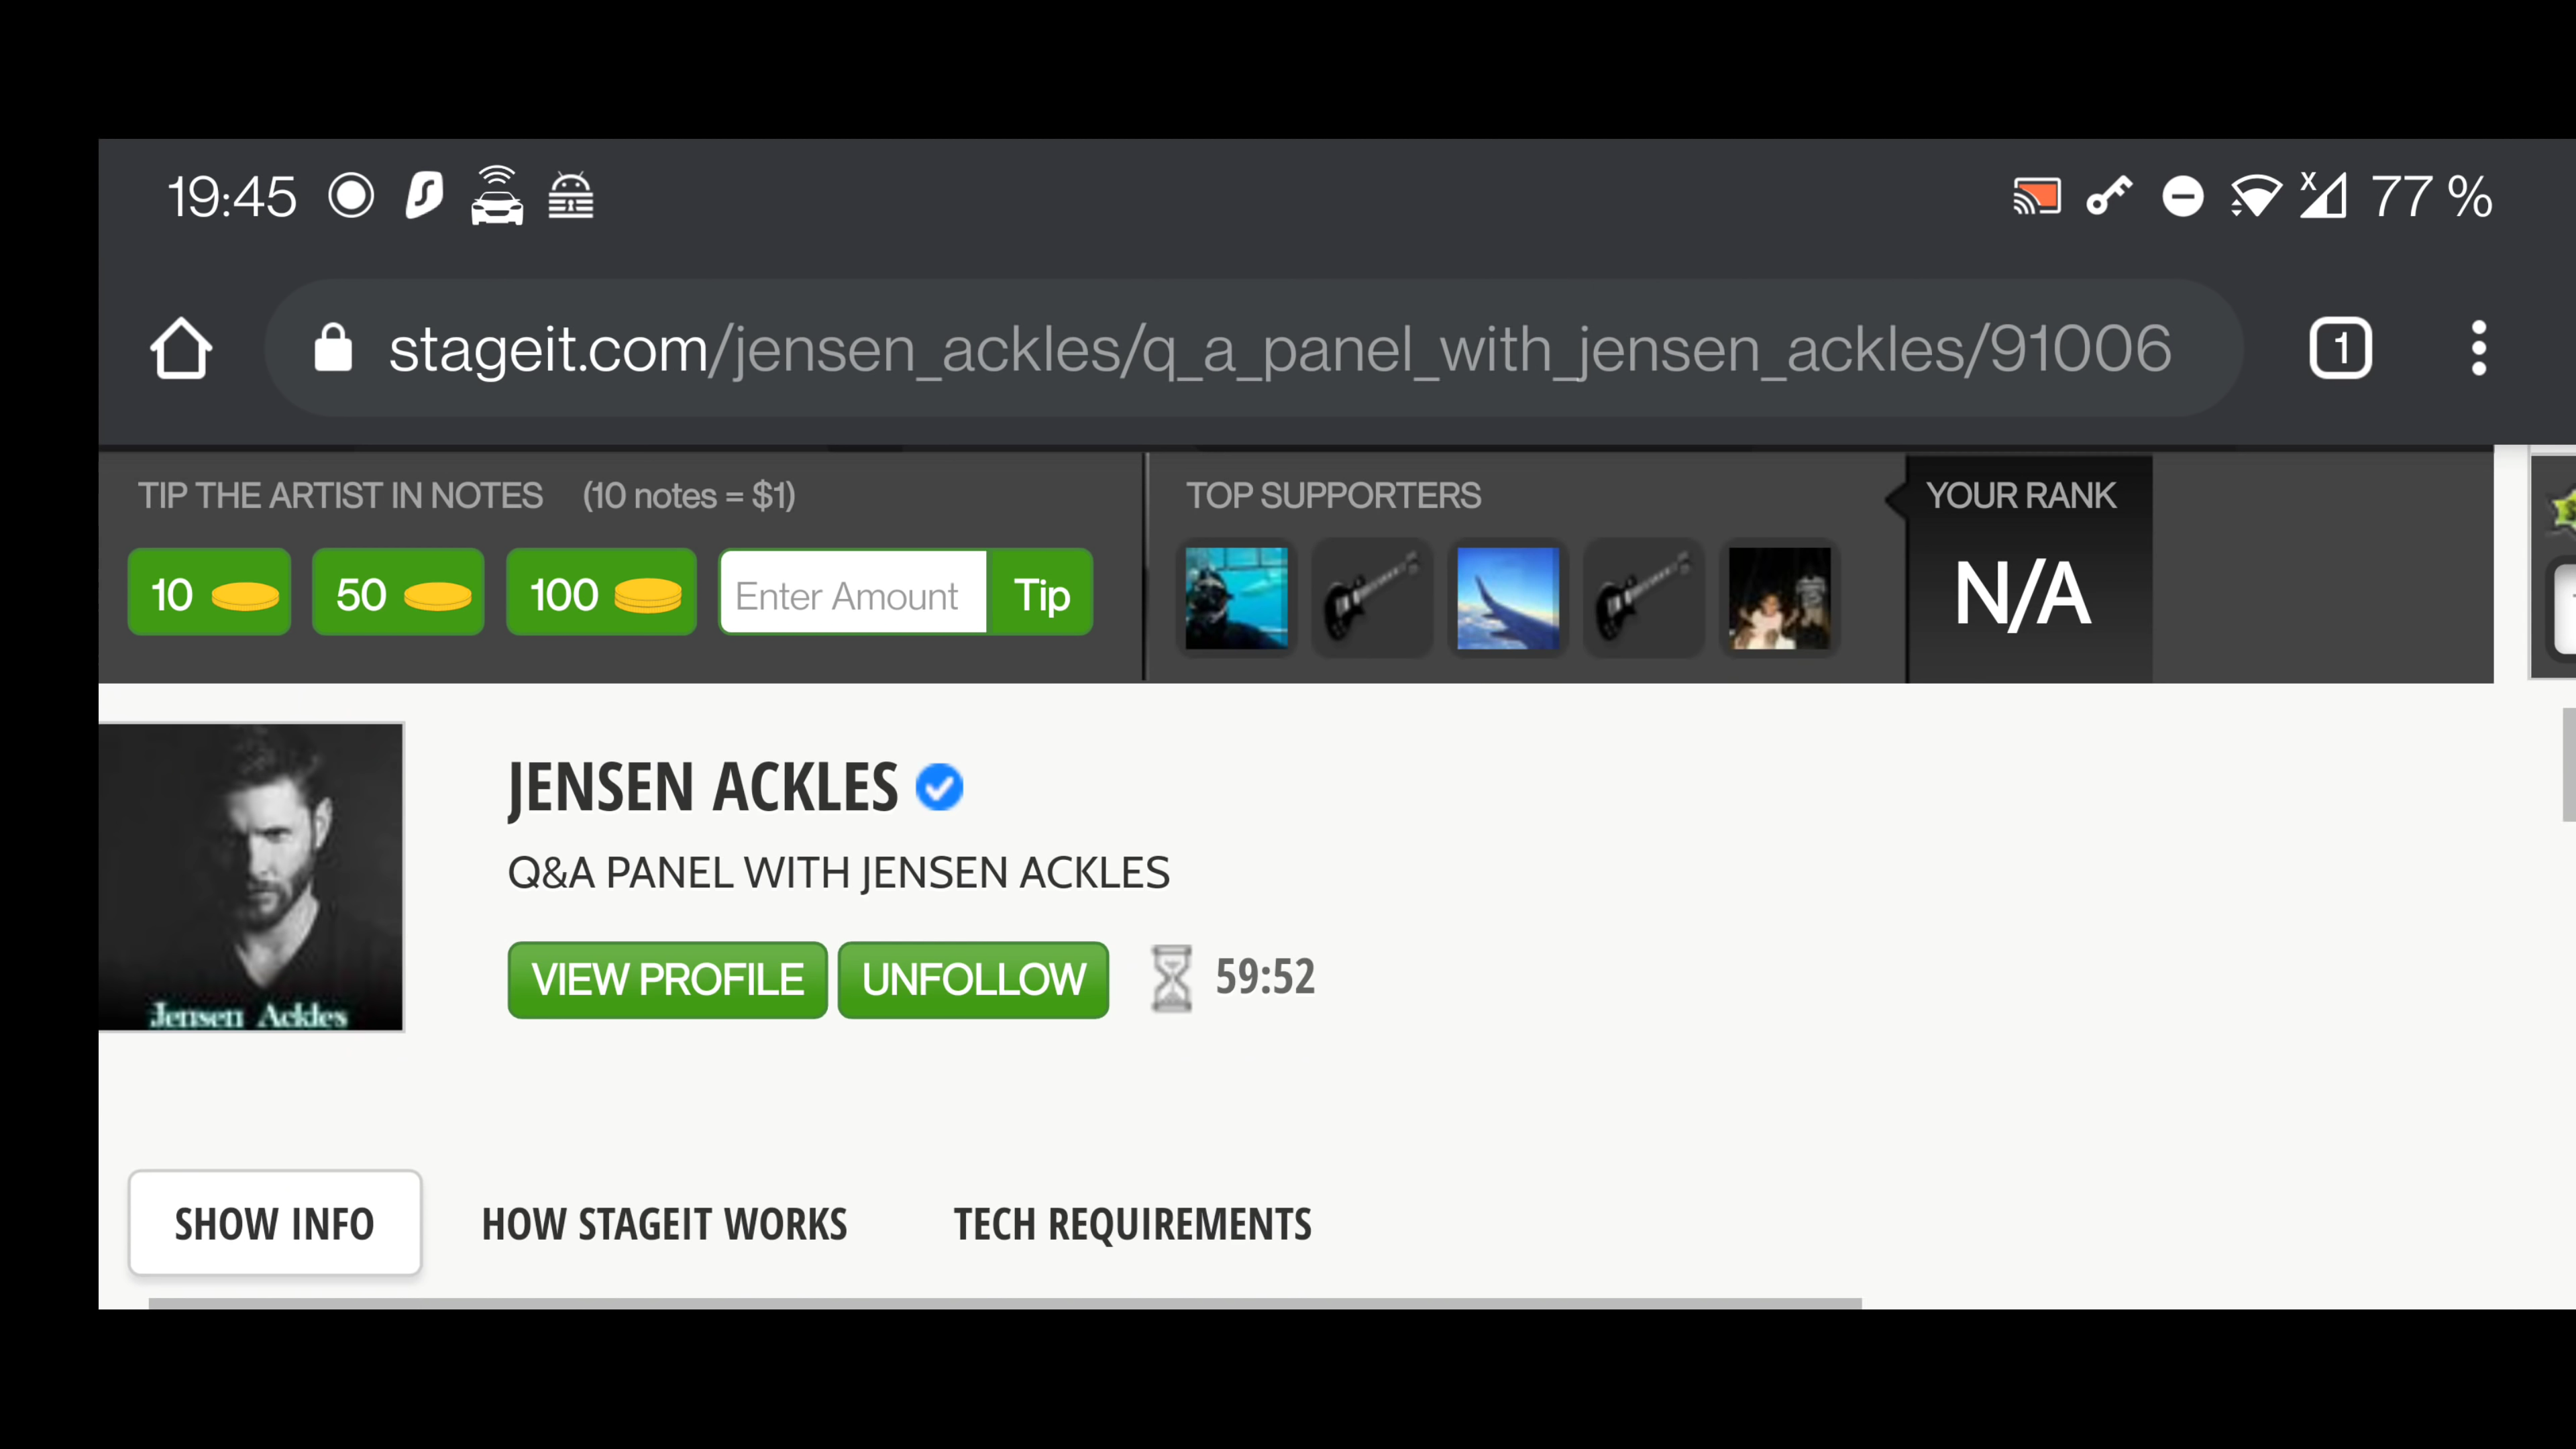 19:45 77 %
stageit.com/jensen_ackles/q_a_panel_with_jensen_ackles/91006 1
TIP THE ARTIST IN NOTES (10 notes = $1)
10 50 100 Enter Amount Tip
TOP SUPPORTERS
YOUR RANK
N/A
Jensen Ackles
JENSEN ACKLES
Q&A PANEL WITH JENSEN ACKLES
VIEW PROFILE UNFOLLOW 59:52
SHOW INFO HOW STAGEIT WORKS TECH REQUIREMENTS